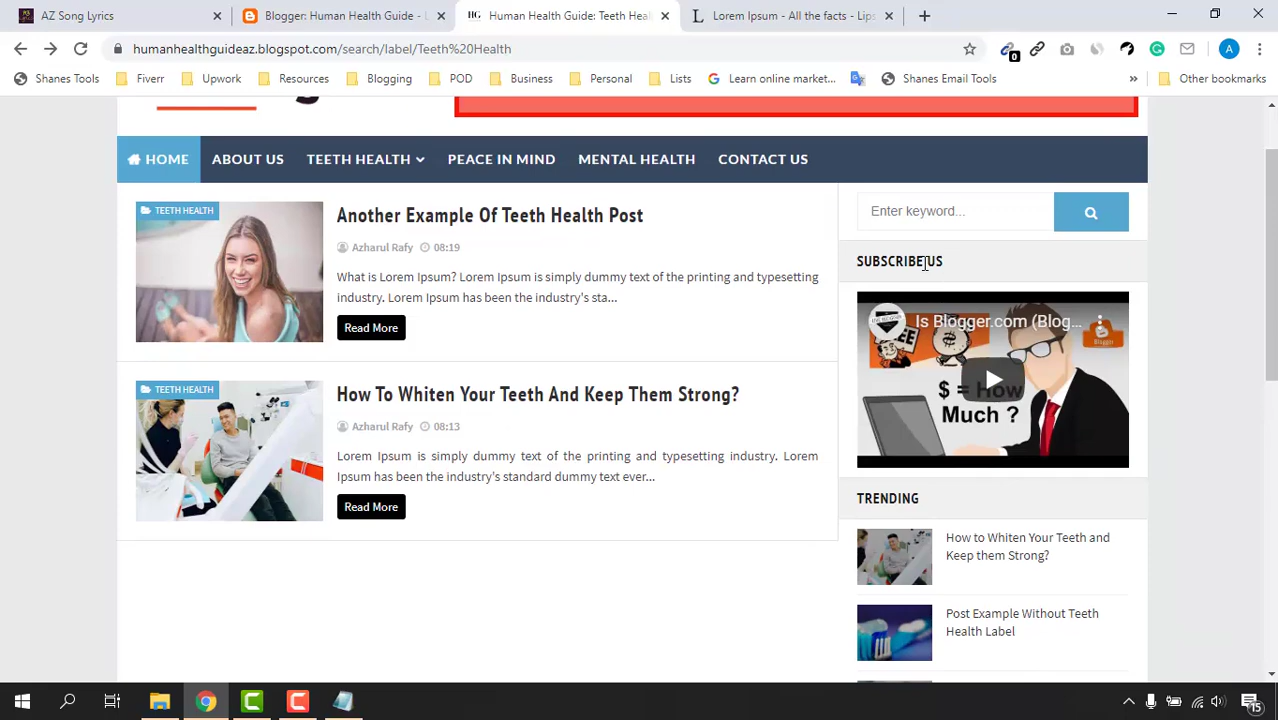 AZ Song Lyrics
Blogger: Human Health Guide - L
Human Health Guide: Teeth Hea
Lorem Ipsum - All the facts - Lips
humanhealthguideaz.blogspot.com/search/label/Teeth%20Health
0
A
Shanes Tools
Fiverr
Upwork
Resources
Blogging
POD
Business
Personal
Lists
Learn online market...
Shanes Email Tools
»
Other bookmarks
HOME
ABOUT US
TEETH HEALTH
PEACE IN MIND
MENTAL HEALTH
CONTACT US
TEETH HEALTH
Another Example Of Teeth Health Post
Azharul Rafy 08:19
What is Lorem Ipsum? Lorem Ipsum is simply dummy text of the printing and typesetting
industry. Lorem Ipsum has been the industry's sta...
Read More
TEETH HEALTH
How To Whiten Your Teeth And Keep Them Strong?
Azharul Rafy 08:13
Lorem Ipsum is simply dummy text of the printing and typesetting industry. Lorem
Ipsum has been the industry's standard dummy text ever...
Read More
Enter keyword...
SUBSCRIBE US
Is Blogger.com (Blog...
Blogger
$ = How
Much ?
TRENDING
How to Whiten Your Teeth and
Keep them Strong?
Post Example Without Teeth
Health Label
15